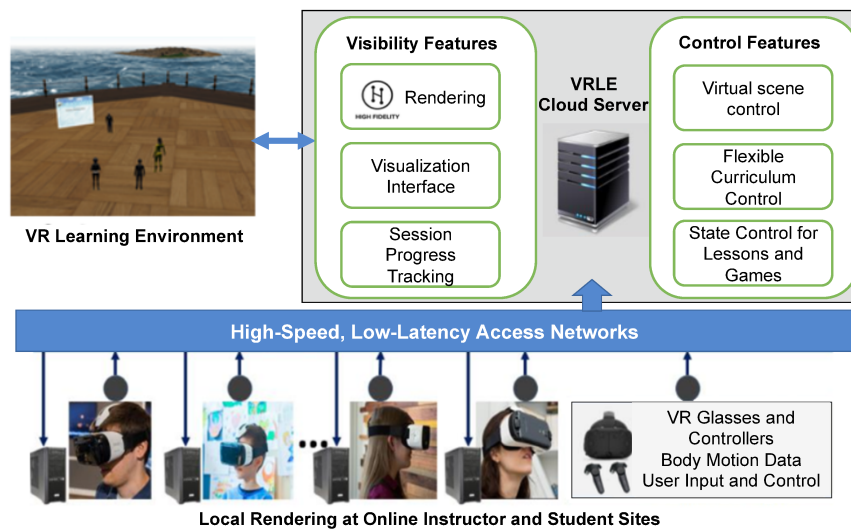 Visibility Features
HIGH FIDELITY
Rendering
Visualization
Interface
Session
Progress
Tracking
VRLE
Cloud Server
Control Features
Virtual scene
control
Flexible
Curriculum
Control
State Control for
Lessons and
Games
VR Learning Environment
High-Speed, Low-Latency Access Networks
VR Glasses and
Controllers
Body Motion Data
User Input and Control
Local Rendering at Online Instructor and Student Sites